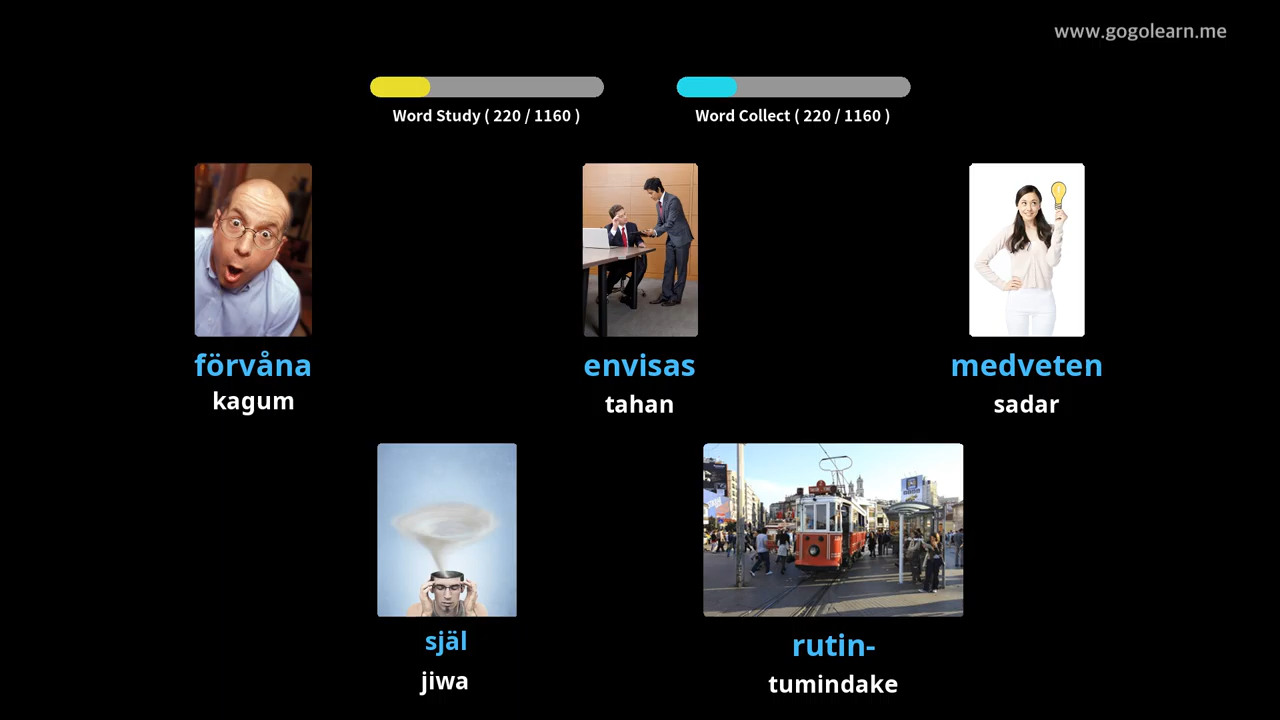 www.gogolearn.me
Word Study ( 220 / 1160 )
Word Collect ( 220 / 1160 )
förvåna
kagum
envisas
tahan
medveten
sadar
själ
jiwa
rutin-
tumindake